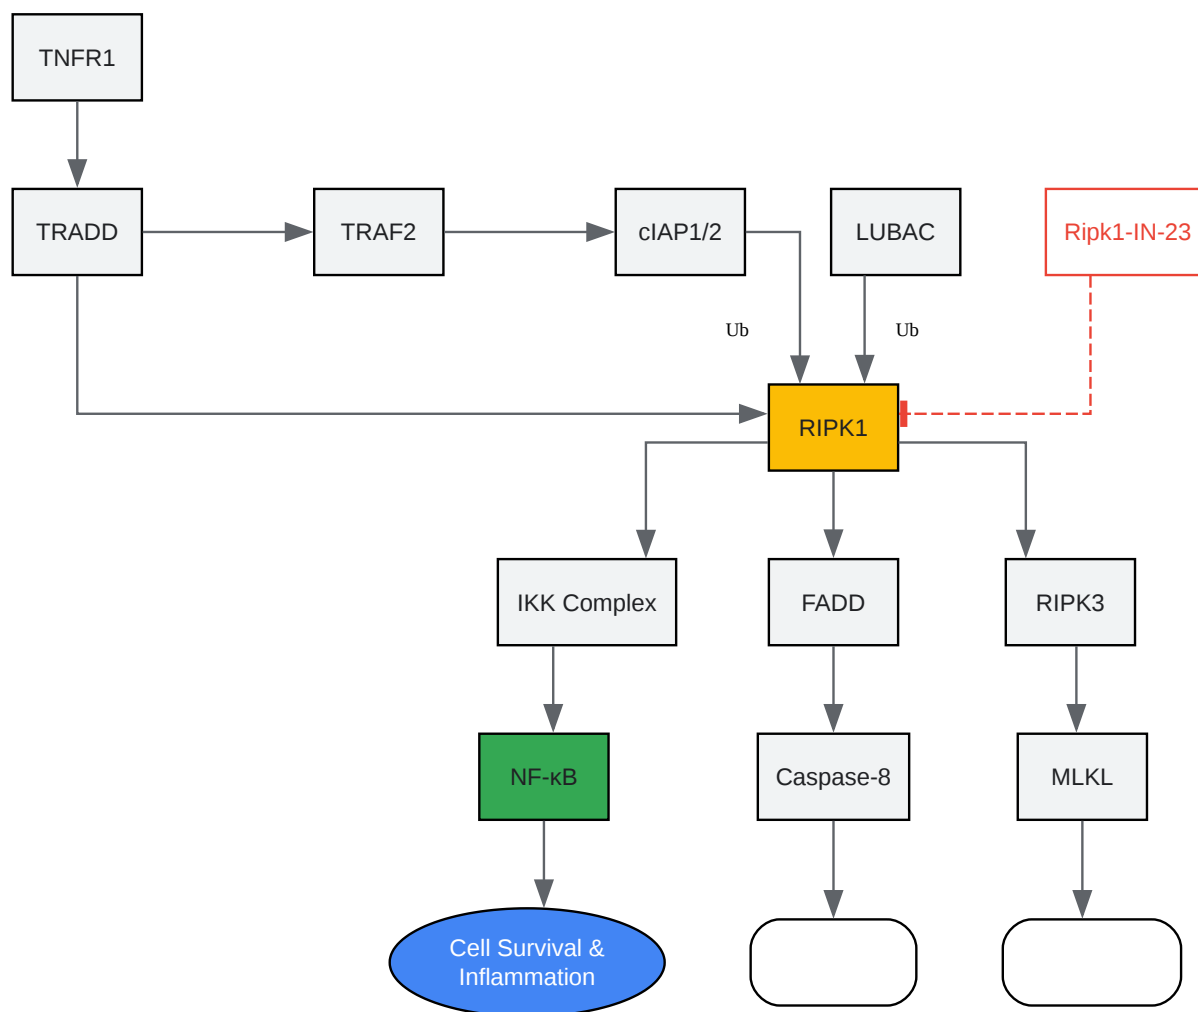 TNFR1
TRADD
TRAF2
cIAP1/2
LUBAC
Ripk1-IN-23
Ub
Ub
RIPK1
IKK Complex
FADD
RIPK3
NF-κB
Caspase-8
MLKL
Cell Survival &
Inflammation